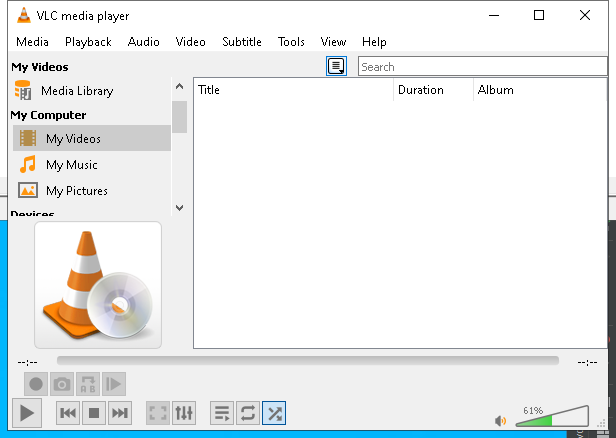 VLC media player
Media Playback Audio Video Subtitle Tools View Help
My Videos
Search
Media Library
Title Duration Album
My Computer
My Videos
My Music
My Pictures
Devices
--:-- --:--
A B
61%